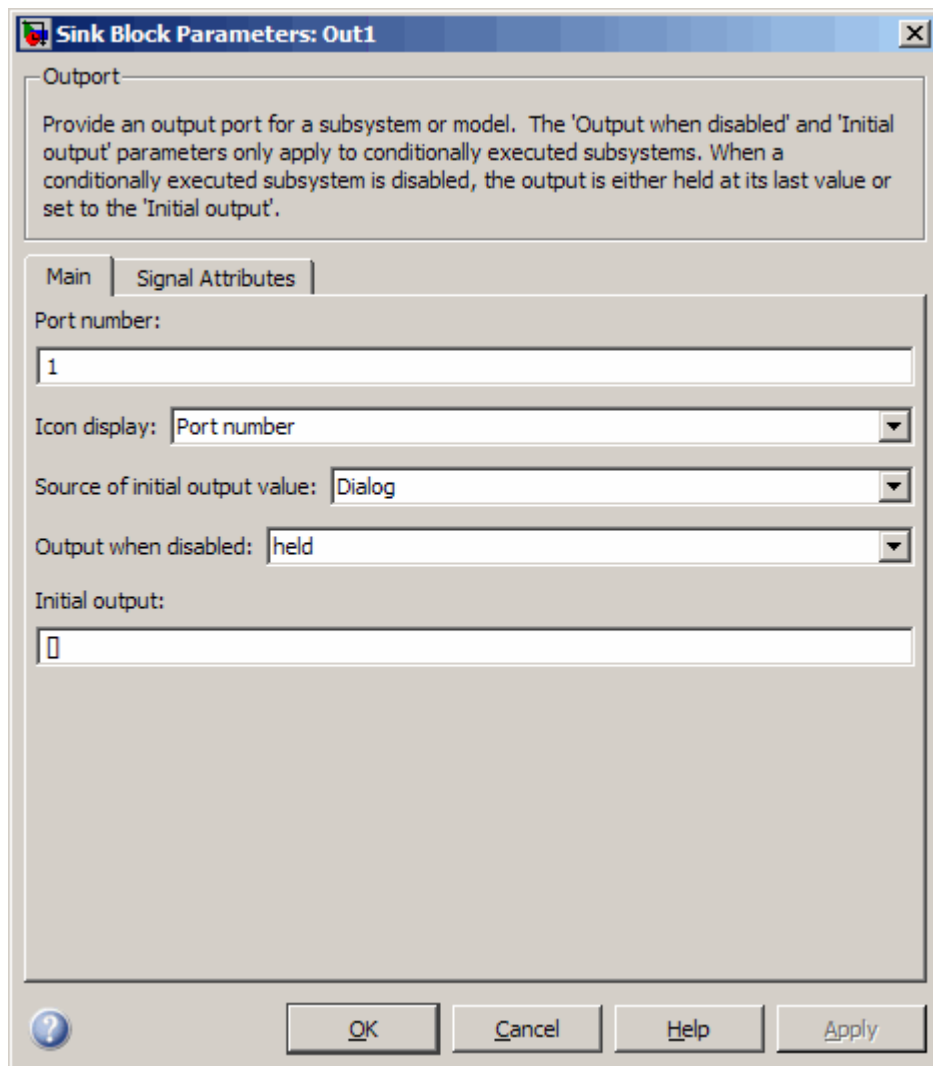 Sink Block Parameters: Out1
Outport
Provide an output port for a subsystem or model. The 'Output when disabled' and 'Initial
output' parameters only apply to conditionally executed subsystems. When a
conditionally executed subsystem is disabled, the output is either held at its last value or
set to the 'Initial output'.
Main Signal Attributes
Port number:
1
Icon display: Port number
Source of initial output value: Dialog
Output when disabled: held
Initial output:
[]
OK Cancel Help Apply